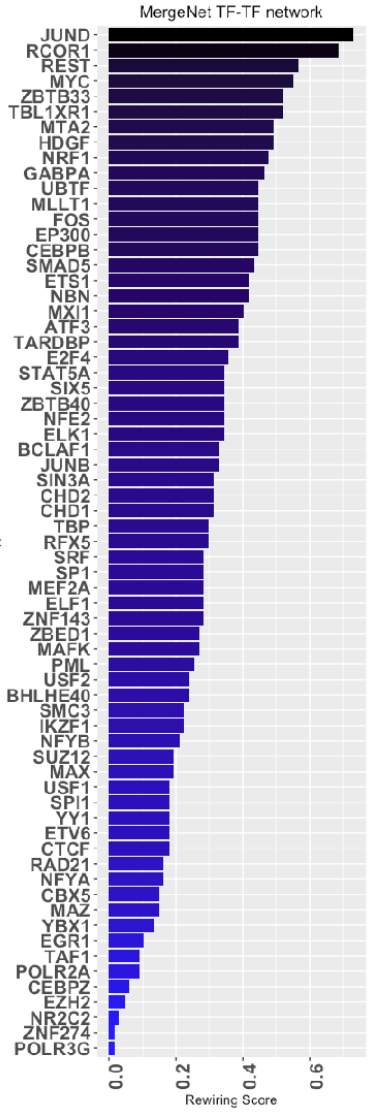 MergeNet TF-TF network
JUND
RCOR1
REST
MYC
ZBTB33
TBL1XR1
MTA2
HDGF
NRF1
GABPA
UBTF
MLLT1
FOS
EP300
CEBPB
SMAD5
ETS1
NBN
MXI1
ATF3
TARDBP
E2F4
STAT5A
SIX5
ZBTB40
NFE2
ELK1
BCLAF1
JUNB
SIN3A
CHD2
CHD1
TBP
RFX5
SRF
SP1
MEF2A
ELF1
ZNF143
ZBED1
MAFK
PML
USF2
BHLHE40
SMC3
IKZF1
NFYB
SUZ12
MAX
USF1
SPI1
YY1
ETV6
CTCF
RAD21
NFYA
CBX5
MAZ
YBX1
EGR1
TAF1
POLR2A
CEBPZ
EZH2
NR2C2
ZNF274
POLR3G
0.0 0.2 0.4 0.6
Rewiring Score